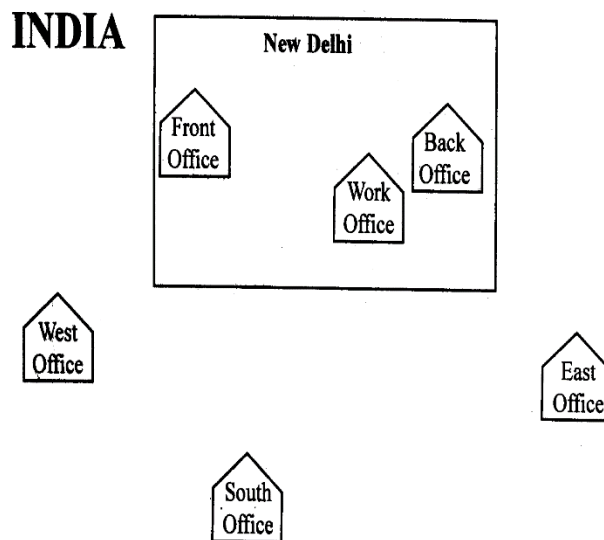 INDIA
New Delhi
Front
Office
Back
Office
Work
Office
West
Office
East
Office
South
Office